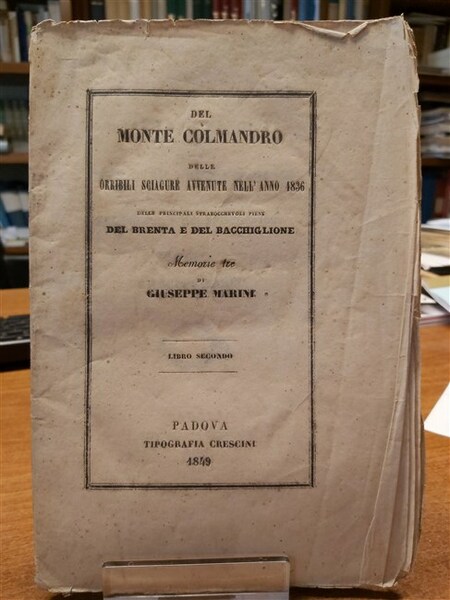 DEL
MONTE COLMANDRO
DELLE
ORRIBILI SCIAGURE AVVENUTE NELL'ANNO 1836
DELLE PRINCIPALI STRABOCCHEVOLI PIENE
DEL BRENTA E DEL BACCHIGLIONE
Memorie tre
DI
GIUSEPPE MARINI
LIBRO SECONDO
PADOVA
TIPOGRAFIA CRESCINI
1849